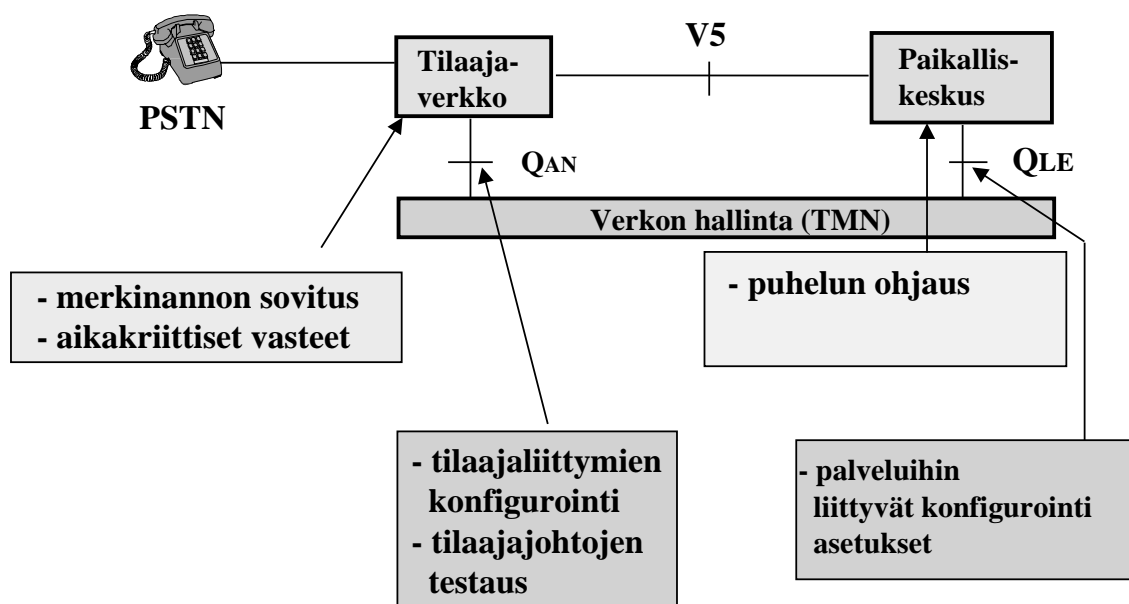 V5
Tilaaja-
verkko
Paikallis-
keskus
PSTN
QAN
QLE
Verkon hallinta (TMN)
- merkinannon sovitus
- aikakriittiset vasteet
- puhelun ohjaus
- tilaajaliittymien
konfigurointi
- tilaajajohtojen
testaus
- palveluihin
liittyvät konfigurointi
asetukset